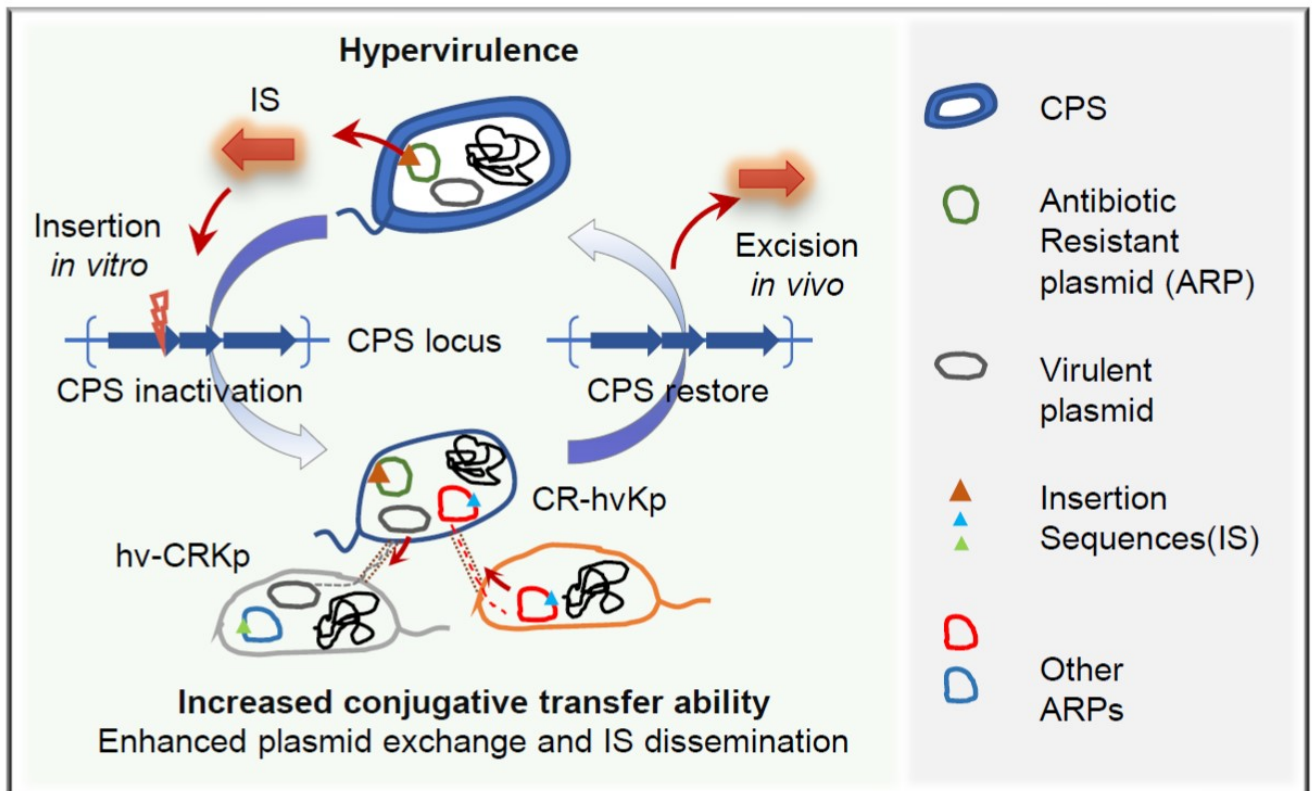 Hypervirulence
IS
Insertion
in vitro
Excision
in vivo
CPS locus
CPS inactivation
CPS restore
CR-hvKp
hv-CRKp
Increased conjugative transfer ability
Enhanced plasmid exchange and IS dissemination
CPS
Antibiotic
Resistant
plasmid (ARP)
Virulent
plasmid
Insertion
Sequences(IS)
Other
ARPs